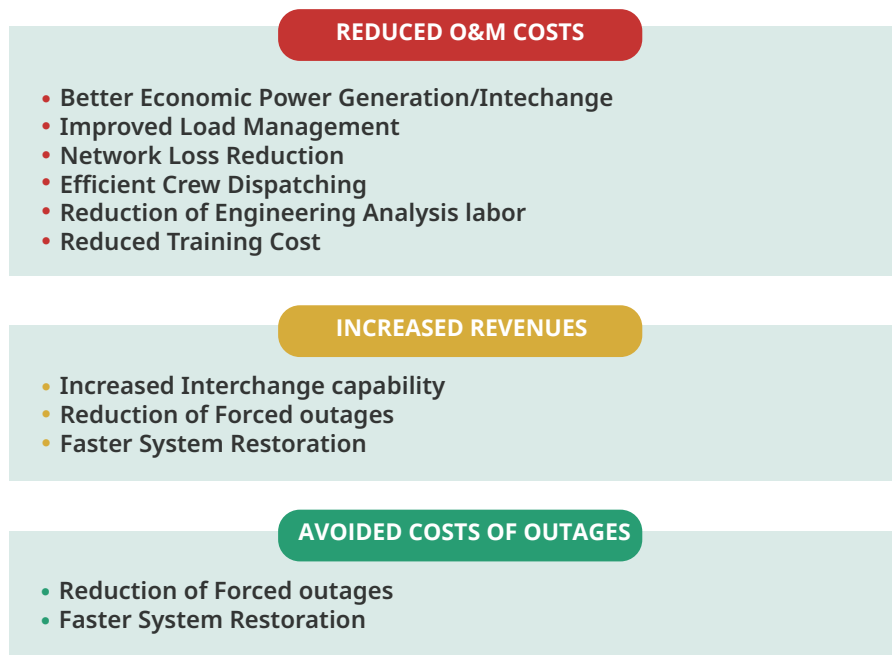 REDUCED O&M COSTS
• Better Economic Power Generation/Intechange
• Improved Load Management
• Network Loss Reduction
• Efficient Crew Dispatching
• Reduction of Engineering Analysis labor
• Reduced Training Cost
INCREASED REVENUES
• Increased Interchange capability
• Reduction of Forced outages
• Faster System Restoration
AVOIDED COSTS OF OUTAGES
• Reduction of Forced outages
• Faster System Restoration